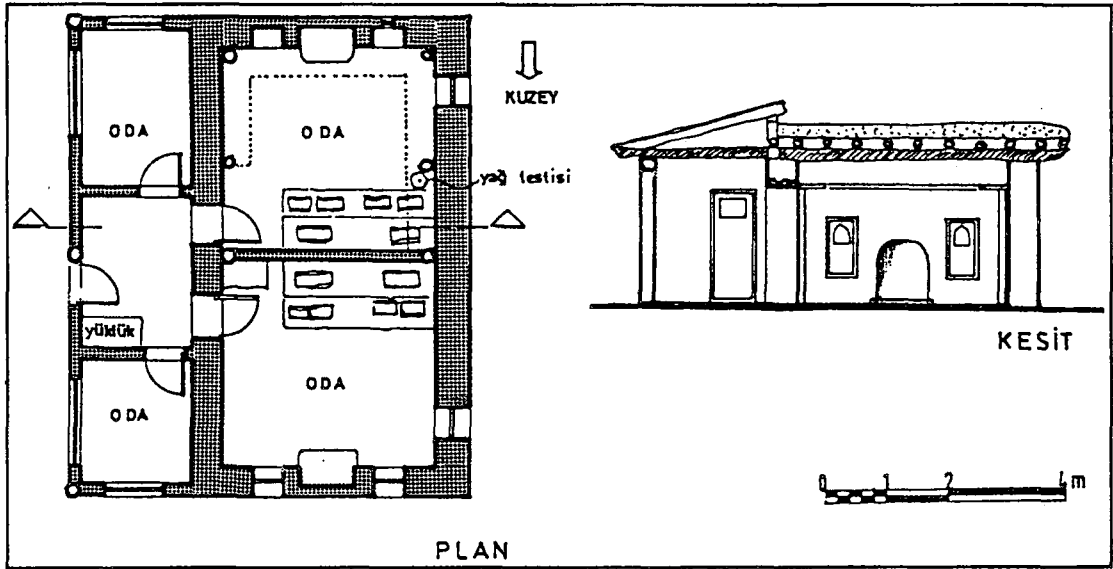 ODA
ODA
KUZEY
yağ testisi
yüklük
ODA
ODA
PLAN
KESİT
0 1 2 4 m